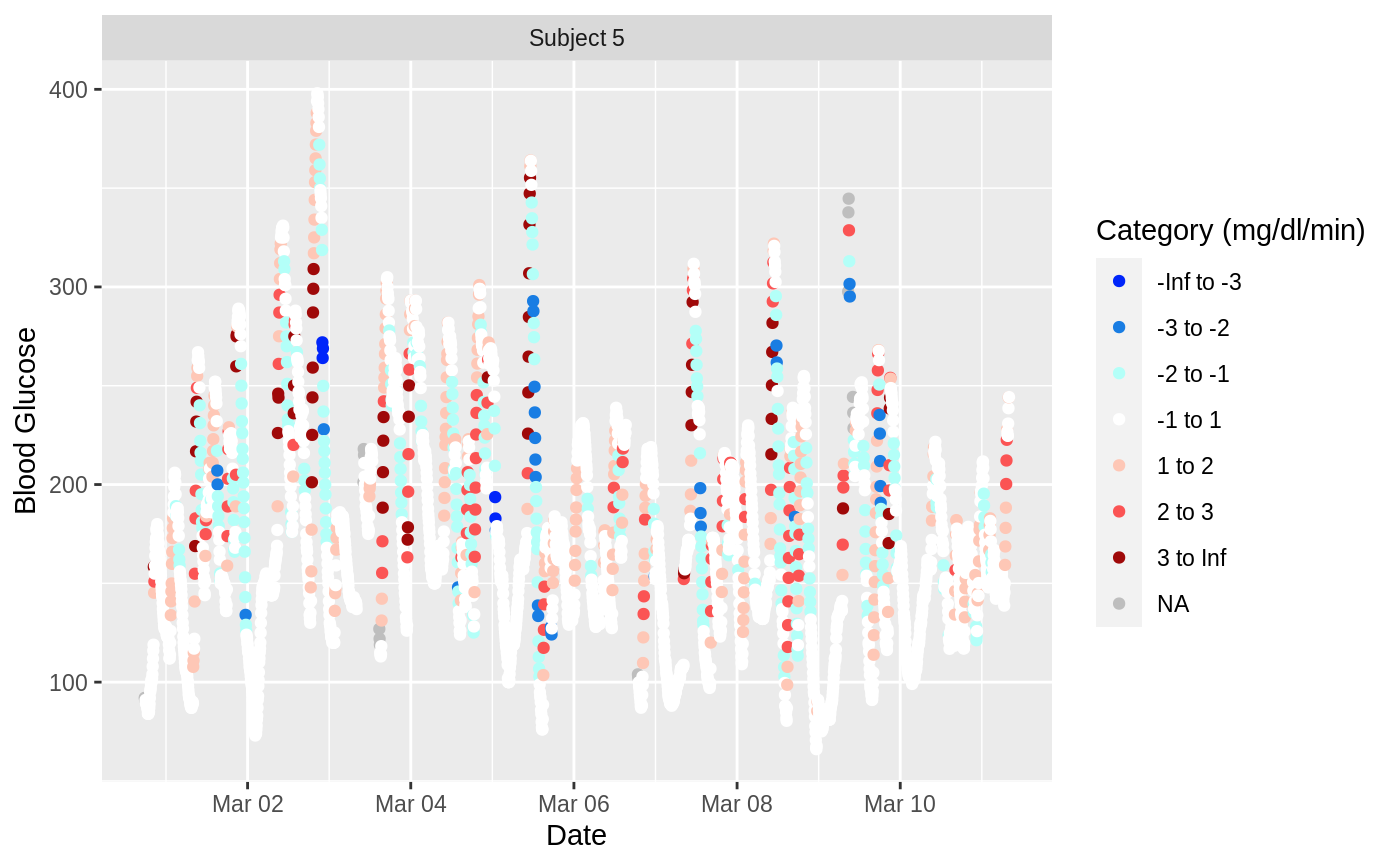 Subject 5
Blood Glucose
400
300
200
100
Mar 02
Mar 04
Mar 06
Mar 08
Mar 10
Date
Category (mg/dl/min)
-Inf to -3
-3 to -2
-2 to -1
-1 to 1
1 to 2
2 to 3
3 to Inf
NA